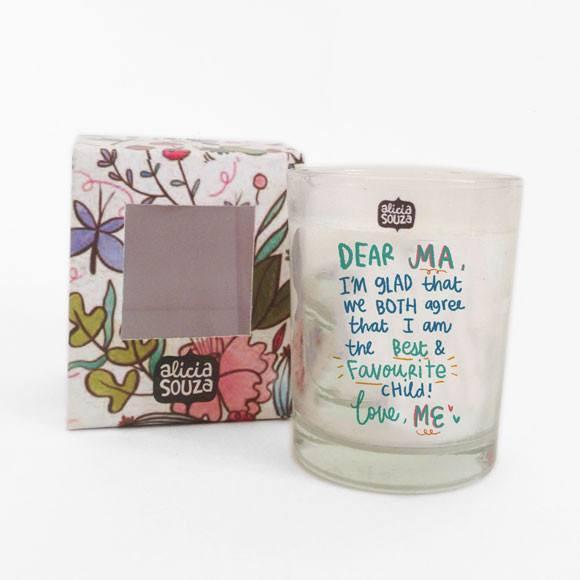 alicia
SOUZA
alicia
SOUZA
DEAR MA,
I'M GLAD that
we BOTH agree
that I am
the Best &
Favourite
CHILD!
love, ME